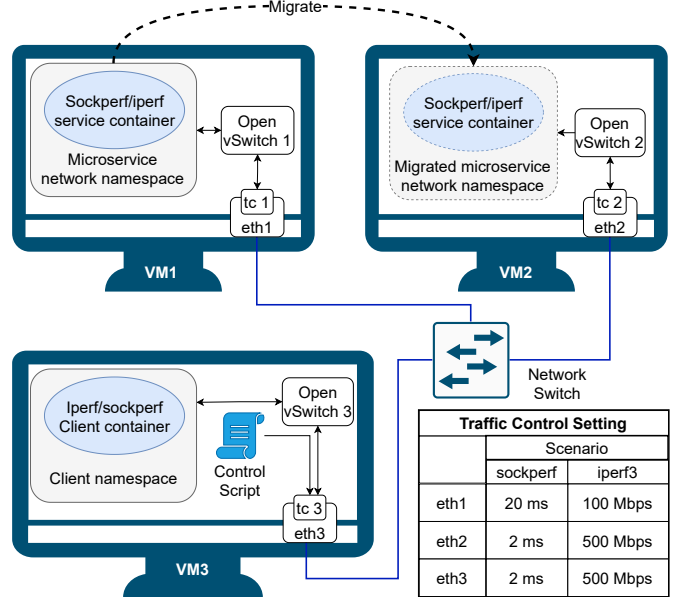 Migrate
Sockperf/iperf
service container
Microservice
network namespace
Open
vSwitch 1
tc 1
eth1
VM1
Sockperf/iperf
service container
Migrated microservice
network namespace
Open
vSwitch 2
tc 2
eth2
VM2
Network
Switch
Iperf/sockperf
Client container
Client namespace
Open
vSwitch 3
Control
Script
tc 3
eth3
VM3
Traffic Control Setting
Scenario
sockperf iperf3
eth1 20 ms 100 Mbps
eth2 2 ms 500 Mbps
eth3 2 ms 500 Mbps